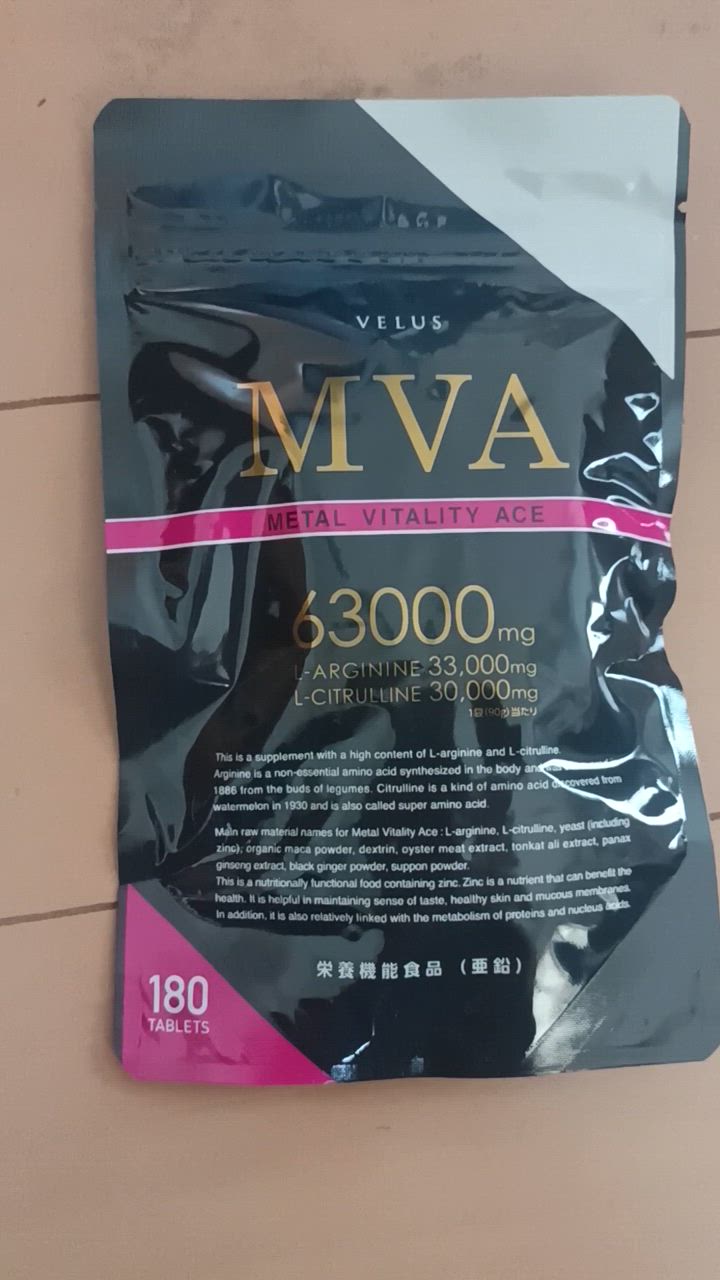 VELUS
MVA
METAL VITALITY ACE
63000mg
L-ARGININE 33,000mg
L-CITRULLINE 30,000mg
1袋(90g)当たり
This is a supplement with a high content of L-arginine and L-citrulline.
Arginine is a non-essential amino acid synthesized in the body and
1886 from the buds of legumes. Citrulline is a kind of amino acid discovered from
watermelon in 1930 and is also called super amino acid.
Main raw material names for Metal Vitality Ace : L-arginine, L-citrulline, yeast (including
zinc), organic maca powder, dextrin, oyster meat extract, tonkat ali extract, panax
ginseng extract, black ginger powder, suppon powder.
This is a nutritionally functional food containing zinc. Zinc is a nutrient that can benefit the
health. It is helpful in maintaining sense of taste, healthy skin and mucous membranes.
In addition, it is also relatively linked with the metabolism of proteins and nucleus acids.
栄養機能食品 (亜鉛)
180
TABLETS